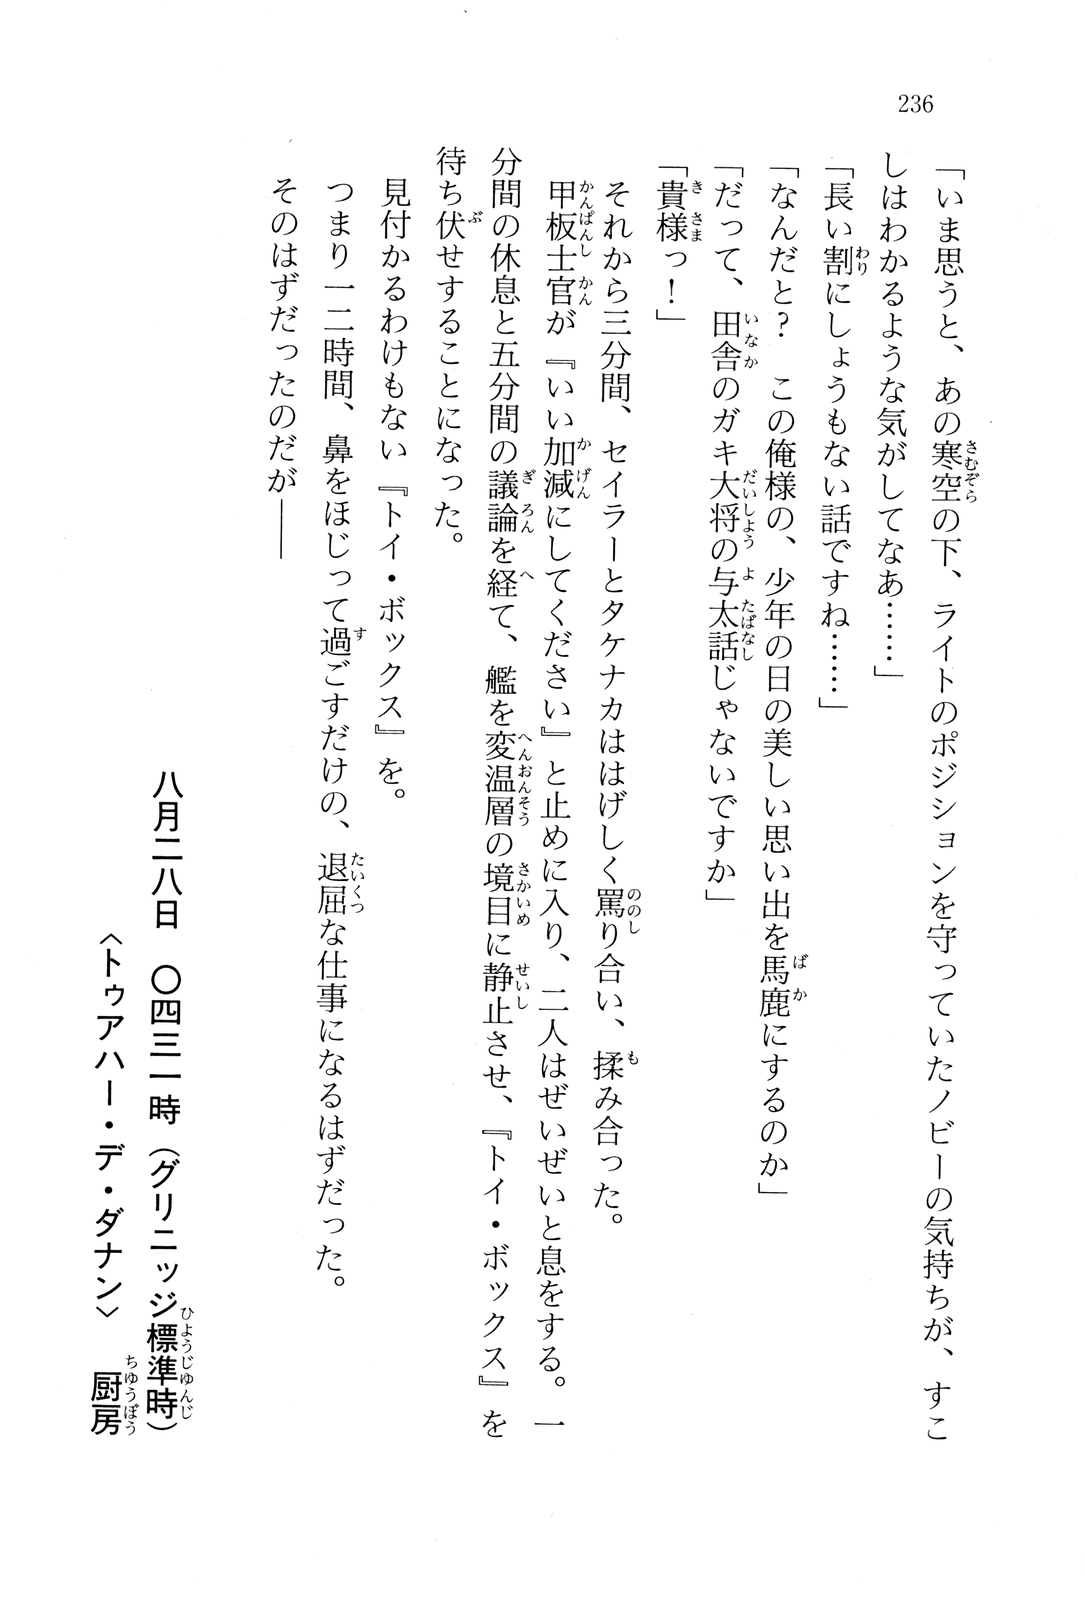 236
「いま思うと、あの寒空の下、ライトのポジションを守っていたノビーの気持ちが、すこ
しはわかるような気がしてなあ……」
「長い割にしょうもない話ですね……」
「なんだと？　この俺様の、少年の日の美しい思い出を馬鹿にするのか」
「だって、田舎のガキ大将の与太話じゃないですか」
「貴様っ！」
それから三分間、セイラーとタケナカははげしく罵り合い、揉み合った。
甲板士官が『いい加減にしてください』と止めに入り、二人はぜいぜいと息をする。一
分間の休息と五分間の議論を経て、艦を変温層の境目に静止させ、『トイ・ボックス』を
待ち伏せすることになった。
見付かるわけもない『トイ・ボックス』を。
つまり一二時間、鼻をほじって過ごすだけの、退屈な仕事になるはずだった。
そのはずだったのだが――
八月二八日　〇四三一時（グリニッジ標準時）
〈トゥアハー・デ・ダナン〉　厨房